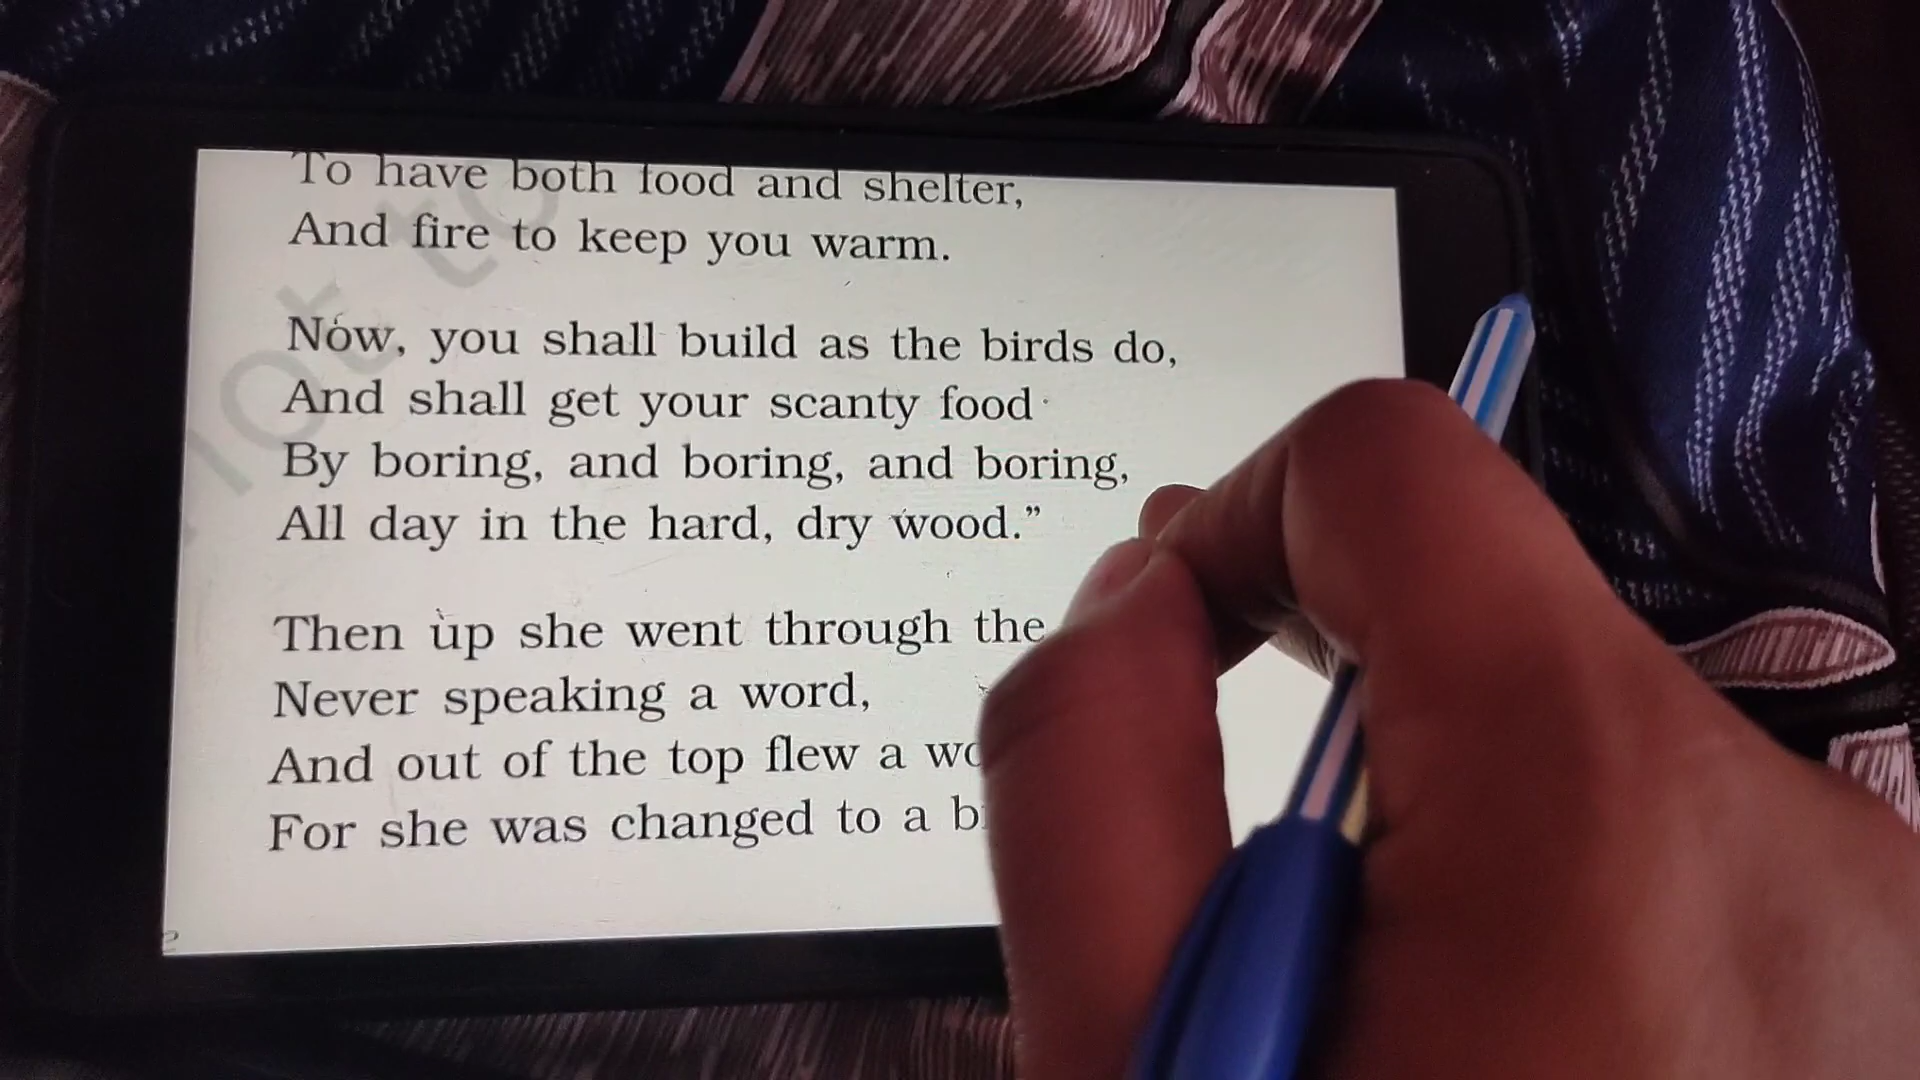 To have both food and shelter,
And fire to keep you warm.
Now, you shall build as the birds do,
And shall get your scanty food
By boring, and boring, and boring,
All day in the hard, dry wood.”
Then up she went through the
Never speaking a word,
And out of the top flew a
For she was changed to a